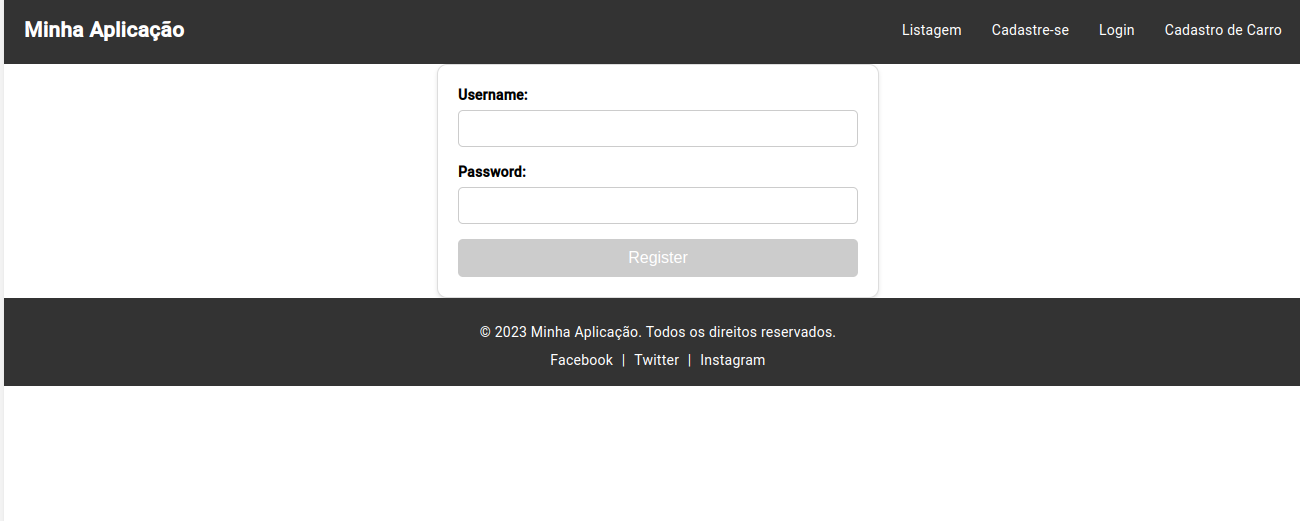 Minha Aplicação
Listagem Cadastre-se Login Cadastro de Carro
Username:
Password:
Register
© 2023 Minha Aplicação. Todos os direitos reservados.
Facebook | Twitter | Instagram